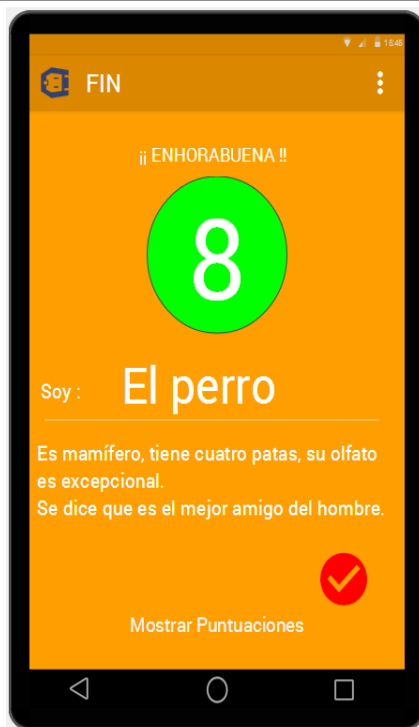 18:45
FIN
¡¡ ENHORABUENA !!
8
Soy : El perro
Es mamífero, tiene cuatro patas, su olfato
es excepcional.
Se dice que es el mejor amigo del hombre.
Mostrar Puntuaciones